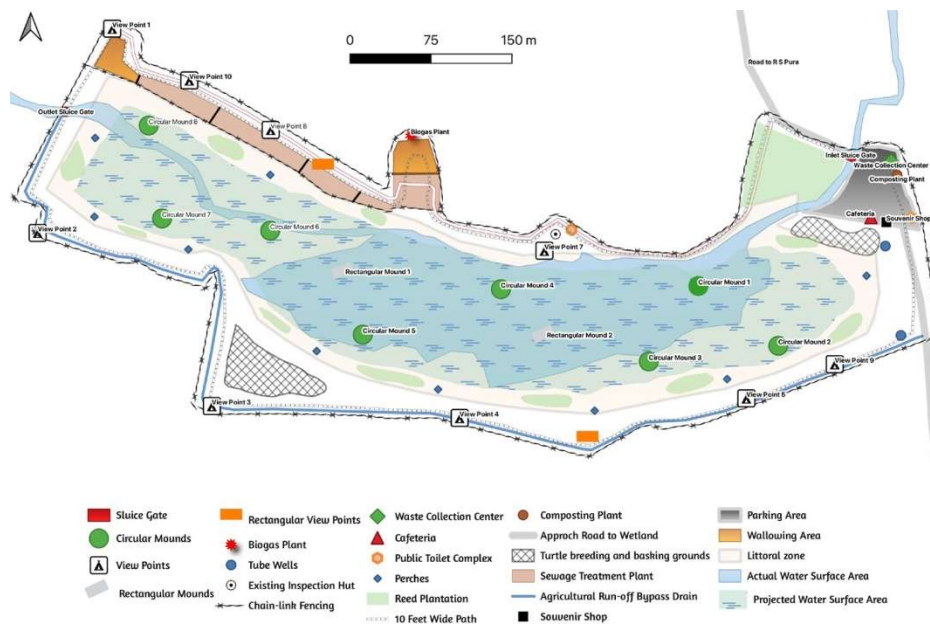 View Point 1
0 75 150 m
View Point 10
Road to R S Pura
Outlet Sluice Gate
Circular Mound 8
View Point 8
Biogas Plant
Inlet Sluice Gate
Waste Collection Center
Composting Plant
Circular Mound 7
View Point 2
Circular Mound 6
Cafeteria
Souvenir Shop
View Point 7
Rectangular Mound 1
Circular Mound 4
Circular Mound 1
Circular Mound 5
Rectangular Mound 2
Circular Mound 2
Circular Mound 3
View Point 9
View Point 3
View Point 4
View Point 6
Sluice Gate
Circular Mounds
View Points
Rectangular Mounds
Rectangular View Points
Biogas Plant
Tube Wells
Existing Inspection Hut
Chain-link Fencing
Waste Collection Center
Cafeteria
Public Toilet Complex
Perches
Reed Plantation
10 Feet Wide Path
Composting Plant
Approch Road to Wetland
Turtle breeding and basking grounds
Sewage Treatment Plant
Agricultural Run-off Bypass Drain
Souvenir Shop
Parking Area
Wallowing Area
Littoral zone
Actual Water Surface Area
Projected Water Surface Area